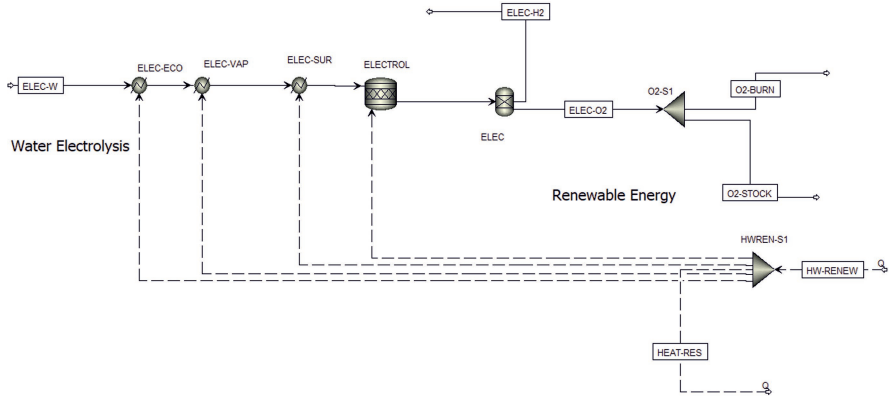 ELEC-H2
ELEC-ECO
ELEC-VAP
ELEC-SUR
ELECTROL
ELEC-W
ELEC
ELEC-O2
O2-S1
O2-BURN
Water Electrolysis
Renewable Energy
O2-STOCK
HWREN-S1
HW-RENEW
Q
HEAT-RES
Q